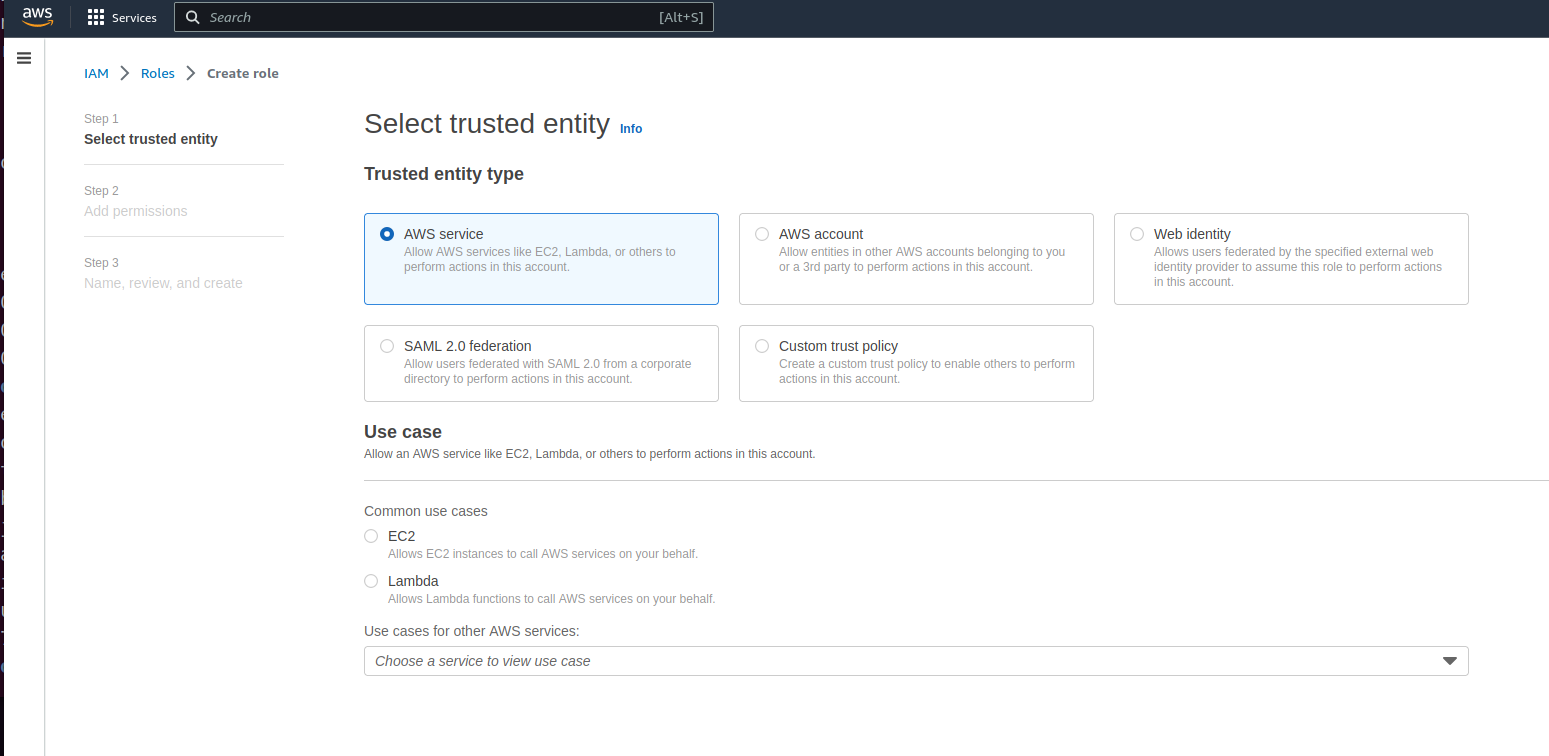 aws
Services
Search
[Alt+S]
IAM > Roles > Create role
Step 1
Select trusted entity
Step 2
Add permissions
Step 3
Name, review, and create
Select trusted entity Info
Trusted entity type
AWS service
Allow AWS services like EC2, Lambda, or others to
perform actions in this account.
AWS account
Allow entities in other AWS accounts belonging to you
or a 3rd party to perform actions in this account.
Web identity
Allows users federated by the specified external web
identity provider to assume this role to perform actions
in this account.
SAML 2.0 federation
Allow users federated with SAML 2.0 from a corporate
directory to perform actions in this account.
Custom trust policy
Create a custom trust policy to enable others to perform
actions in this account.
Use case
Allow an AWS service like EC2, Lambda, or others to perform actions in this account.
Common use cases
EC2
Allows EC2 instances to call AWS services on your behalf.
Lambda
Allows Lambda functions to call AWS services on your behalf.
Use cases for other AWS services:
Choose a service to view use case